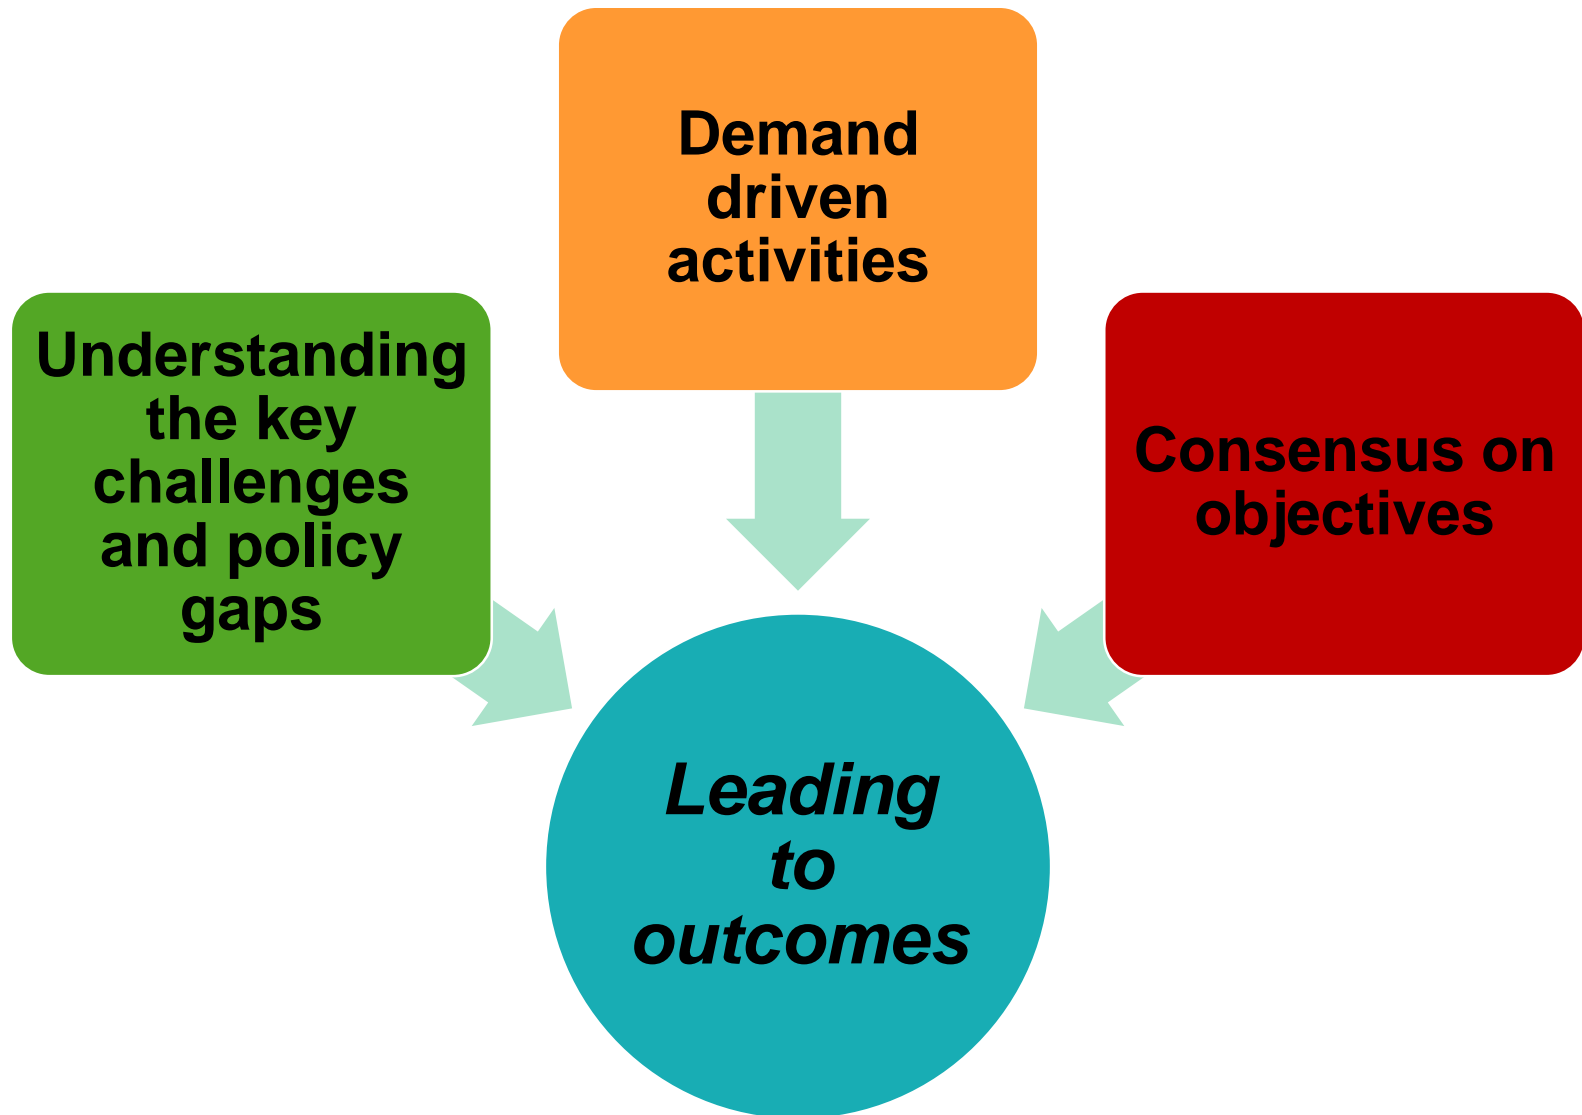 Demand
driven
activities
Understanding
the key
challenges
and policy
gaps
Consensus on
objectives
Leading
to
outcomes